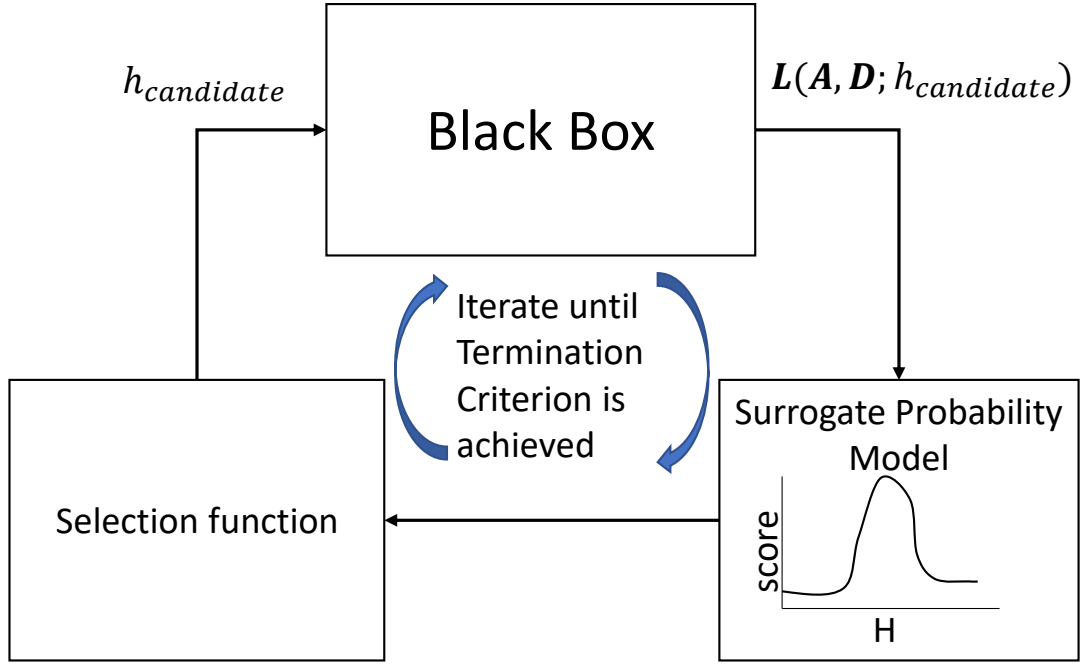 h_candidate
L(A, D; h_candidate)
Black Box
Iterate until
Termination
Criterion is
achieved
Selection function
Surrogate Probability
Model
score
H